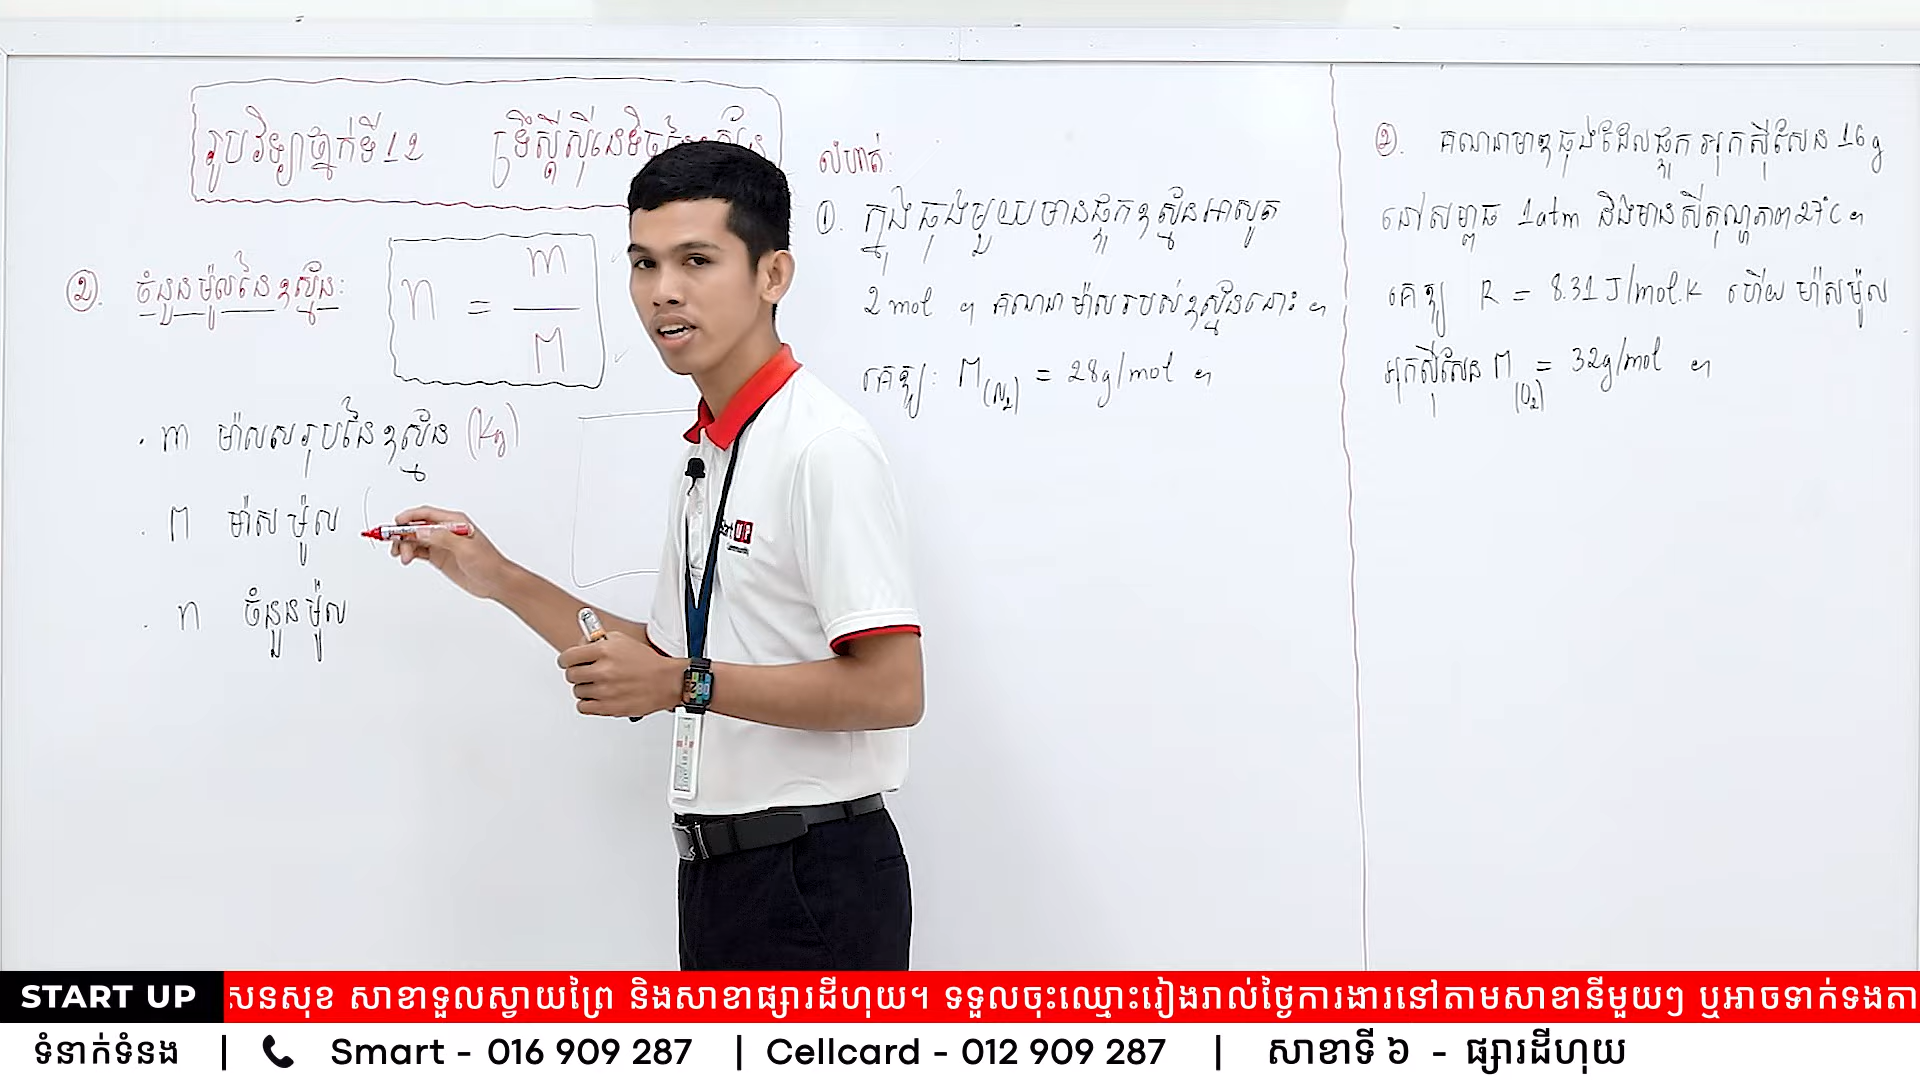 រូបវិទ្យាថ្នាក់ទី12 ទ្រឹស្តីស៊ីនេទិច
២. ចំនួនម៉ូលនៃឧស្ម័ន:
n = m / M
. m ម៉ាសសរុបនៃឧស្ម័ន (Kg)
. M ម៉ាសម៉ូល (
. n ចំនួនម៉ូល
លំហាត់:
១. ក្នុងធុងមួយមានផ្ទុកឧស្ម័នអាសូត
2 mol ។ គណនាម៉ាសរបស់ឧស្ម័ននោះ ។
គេឲ្យ: M(N₂) = 28g/mol ។
២. គណនាមាឌធុងដែលផ្ទុកអុកស៊ីសែន 16g
នៅសម្ពាធ 1atm និងមានសីតុណ្ហភាព27°C ។
គេឲ្យ R = 8.31 J/mol.K ហើយម៉ាសម៉ូល
អុកស៊ីសែន M(O₂) = 32g/mol ។
UP
START UP
សែនសុខ សាខាទួលស្វាយព្រៃ និងសាខាផ្សារដីហុយ។ ទទួលចុះឈ្មោះរៀងរាល់ថ្ងៃការងារនៅតាមសាខានីមួយៗ ឬអាចទាក់ទងតា
ទំនាក់ទំនង | Smart - 016 909 287 | Cellcard - 012 909 287 | សាខាទី ៦ - ផ្សារដីហុយ